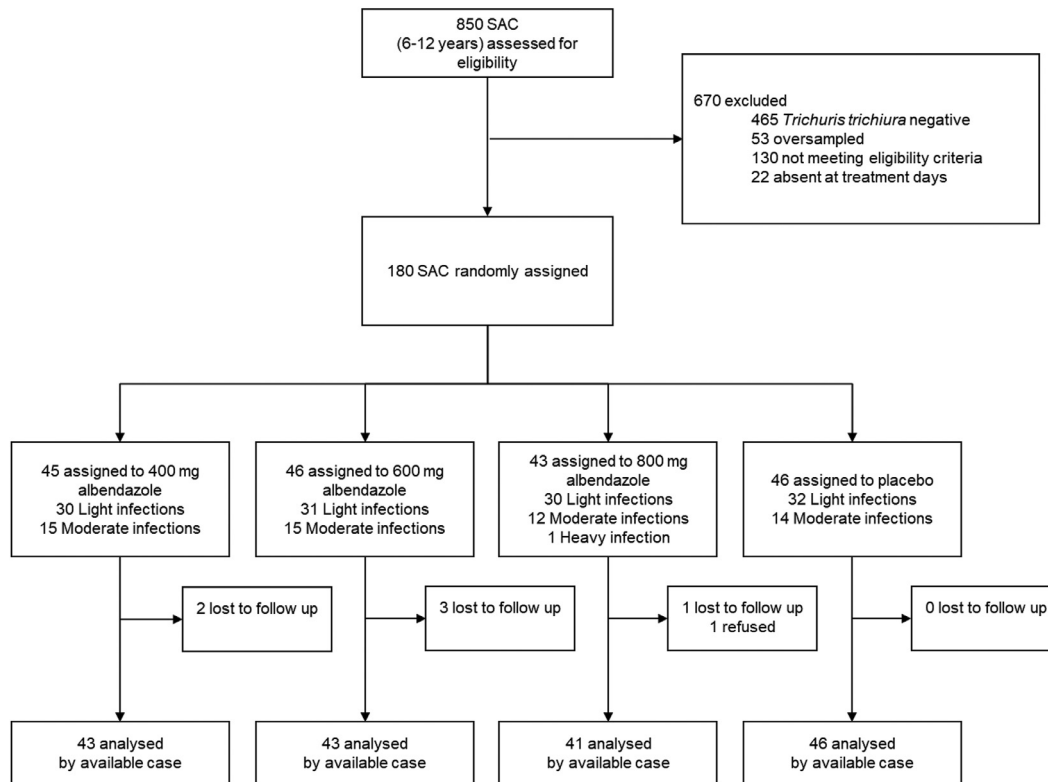 850 SAC
(6-12 years) assessed for
eligibility
670 excluded
465 Trichuris trichiura negative
53 oversampled
130 not meeting eligibility criteria
22 absent at treatment days
180 SAC randomly assigned
45 assigned to 400 mg
albendazole
30 Light infections
15 Moderate infections
46 assigned to 600 mg
albendazole
31 Light infections
15 Moderate infections
43 assigned to 800 mg
albendazole
30 Light infections
12 Moderate infections
1 Heavy infection
46 assigned to placebo
32 Light infections
14 Moderate infections
2 lost to follow up
3 lost to follow up
1 lost to follow up
1 refused
0 lost to follow up
43 analysed
by available case
43 analysed
by available case
41 analysed
by available case
46 analysed
by available case